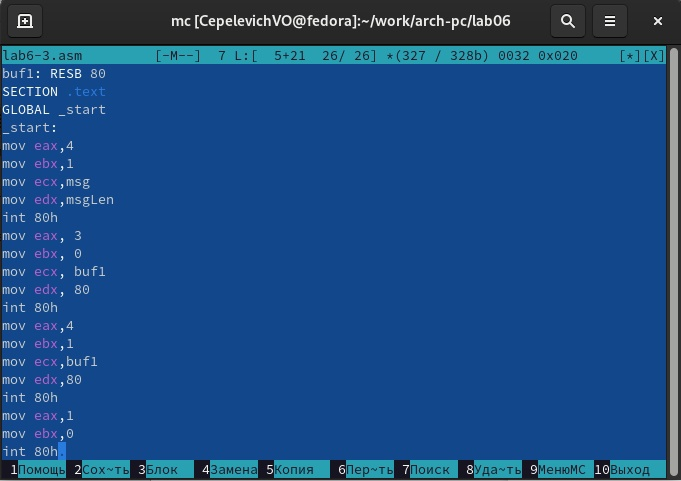 mc [CepelevichVO@fedora]:~/work/arch-pc/lab06
lab6-3.asm [-M--] 7 L:[ 5+21 26/ 26] *(327 / 328b) 0032 0x020 [*][X]
buf1: RESB 80
SECTION .text
GLOBAL _start
_start:
mov eax,4
mov ebx,1
mov ecx,msg
mov edx,msgLen
int 80h
mov eax, 3
mov ebx, 0
mov ecx, buf1
mov edx, 80
int 80h
mov eax,4
mov ebx,1
mov ecx,buf1
mov edx,80
int 80h
mov eax,1
mov ebx,0
int 80h.
1Помощь 2Сох~ть 3Блок 4Замена 5Копия 6Пер~ть 7Поиск 8Уда~ть 9МенюMC 10Выход